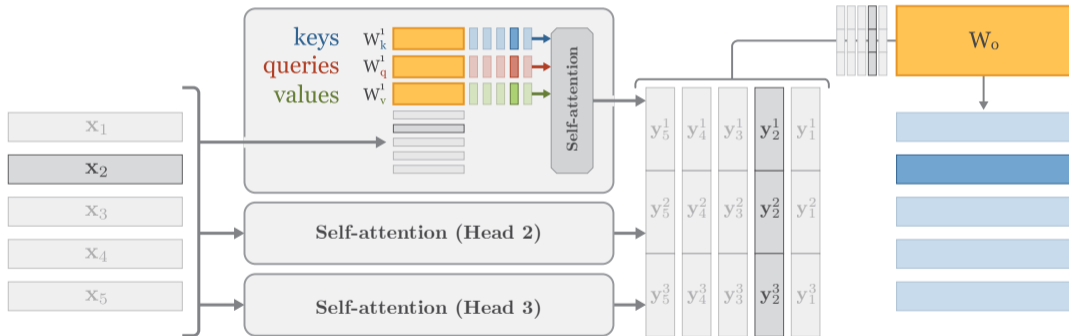 keys W¹ₖ
queries W¹q
values W¹ᵥ
Self-attention
x₁
x₂
x₃
x₄
x₅
Self-attention (Head 2)
Self-attention (Head 3)
y¹₅ y¹₄ y¹₃ y¹₂ y¹₁
y²₅ y²₄ y²₃ y²₂ y²₁
y³₅ y³₄ y³₃ y³₂ y³₁
Wₒ